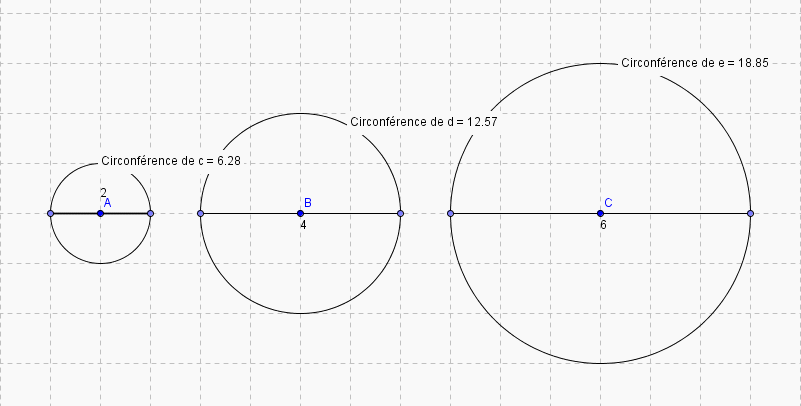 Circonférence de e = 18.85
Circonférence de d = 12.57
Circonférence de c = 6.28
2
A
B
C
4
6